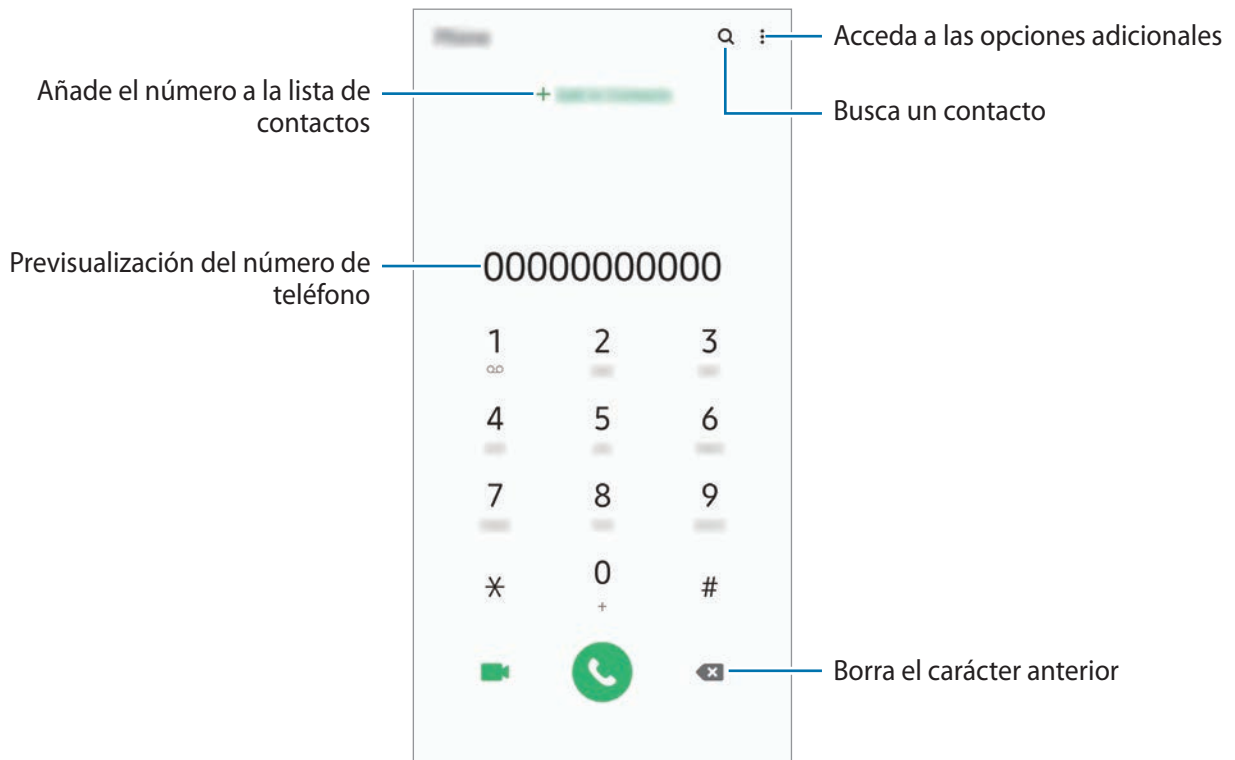 Acceda a las opciones adicionales
Añade el número a la lista de
contactos
Busca un contacto
Previsualización del número de
teléfono
00000000000
1 2 3
4 5 6
7 8 9
* 0 #
+
Borra el carácter anterior